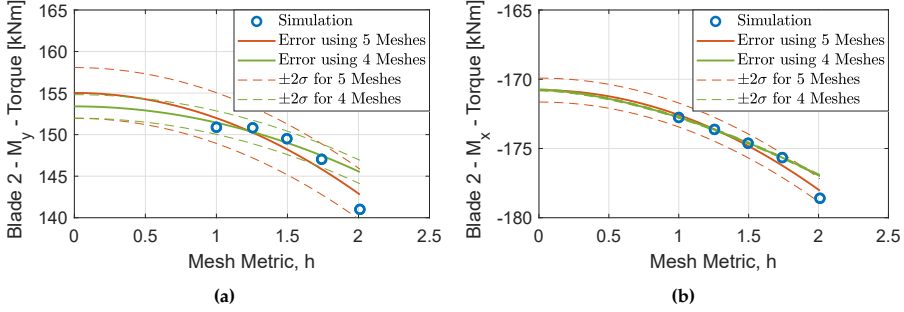 165
160
155
150
145
140
0
0.5
1
1.5
2
2.5
Blade 2 - My - Torque [kNm]
Mesh Metric, h
Simulation
Error using 5 Meshes
Error using 4 Meshes
±2σ for 5 Meshes
±2σ for 4 Meshes
(a)
-165
-170
-175
-180
0
0.5
1
1.5
2
2.5
Blade 2 - Mx - Torque [kNm]
Mesh Metric, h
Simulation
Error using 5 Meshes
Error using 4 Meshes
±2σ for 5 Meshes
±2σ for 4 Meshes
(b)